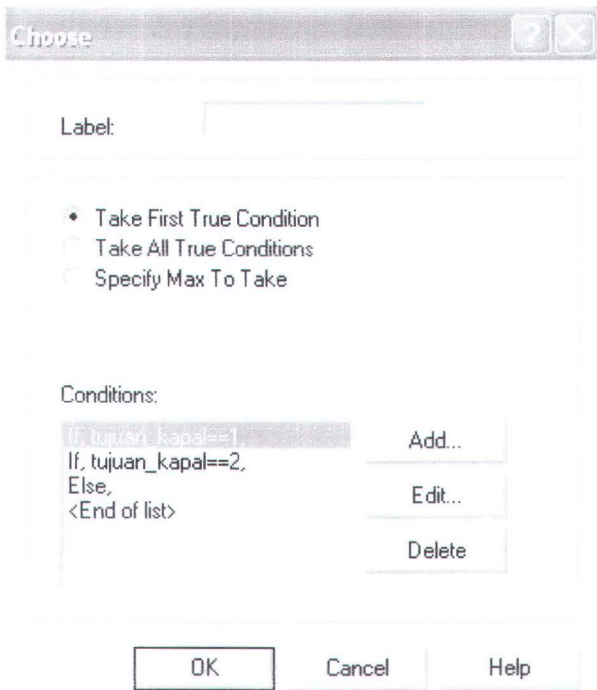 Choose
Label:
Take First True Condition
Take All True Conditions
Specify Max To Take
Conditions:
If, tujuan_kapal==1,
If, tujuan_kapal==2,
Else,
<End of list>
Add...
Edit...
Delete
OK
Cancel
Help